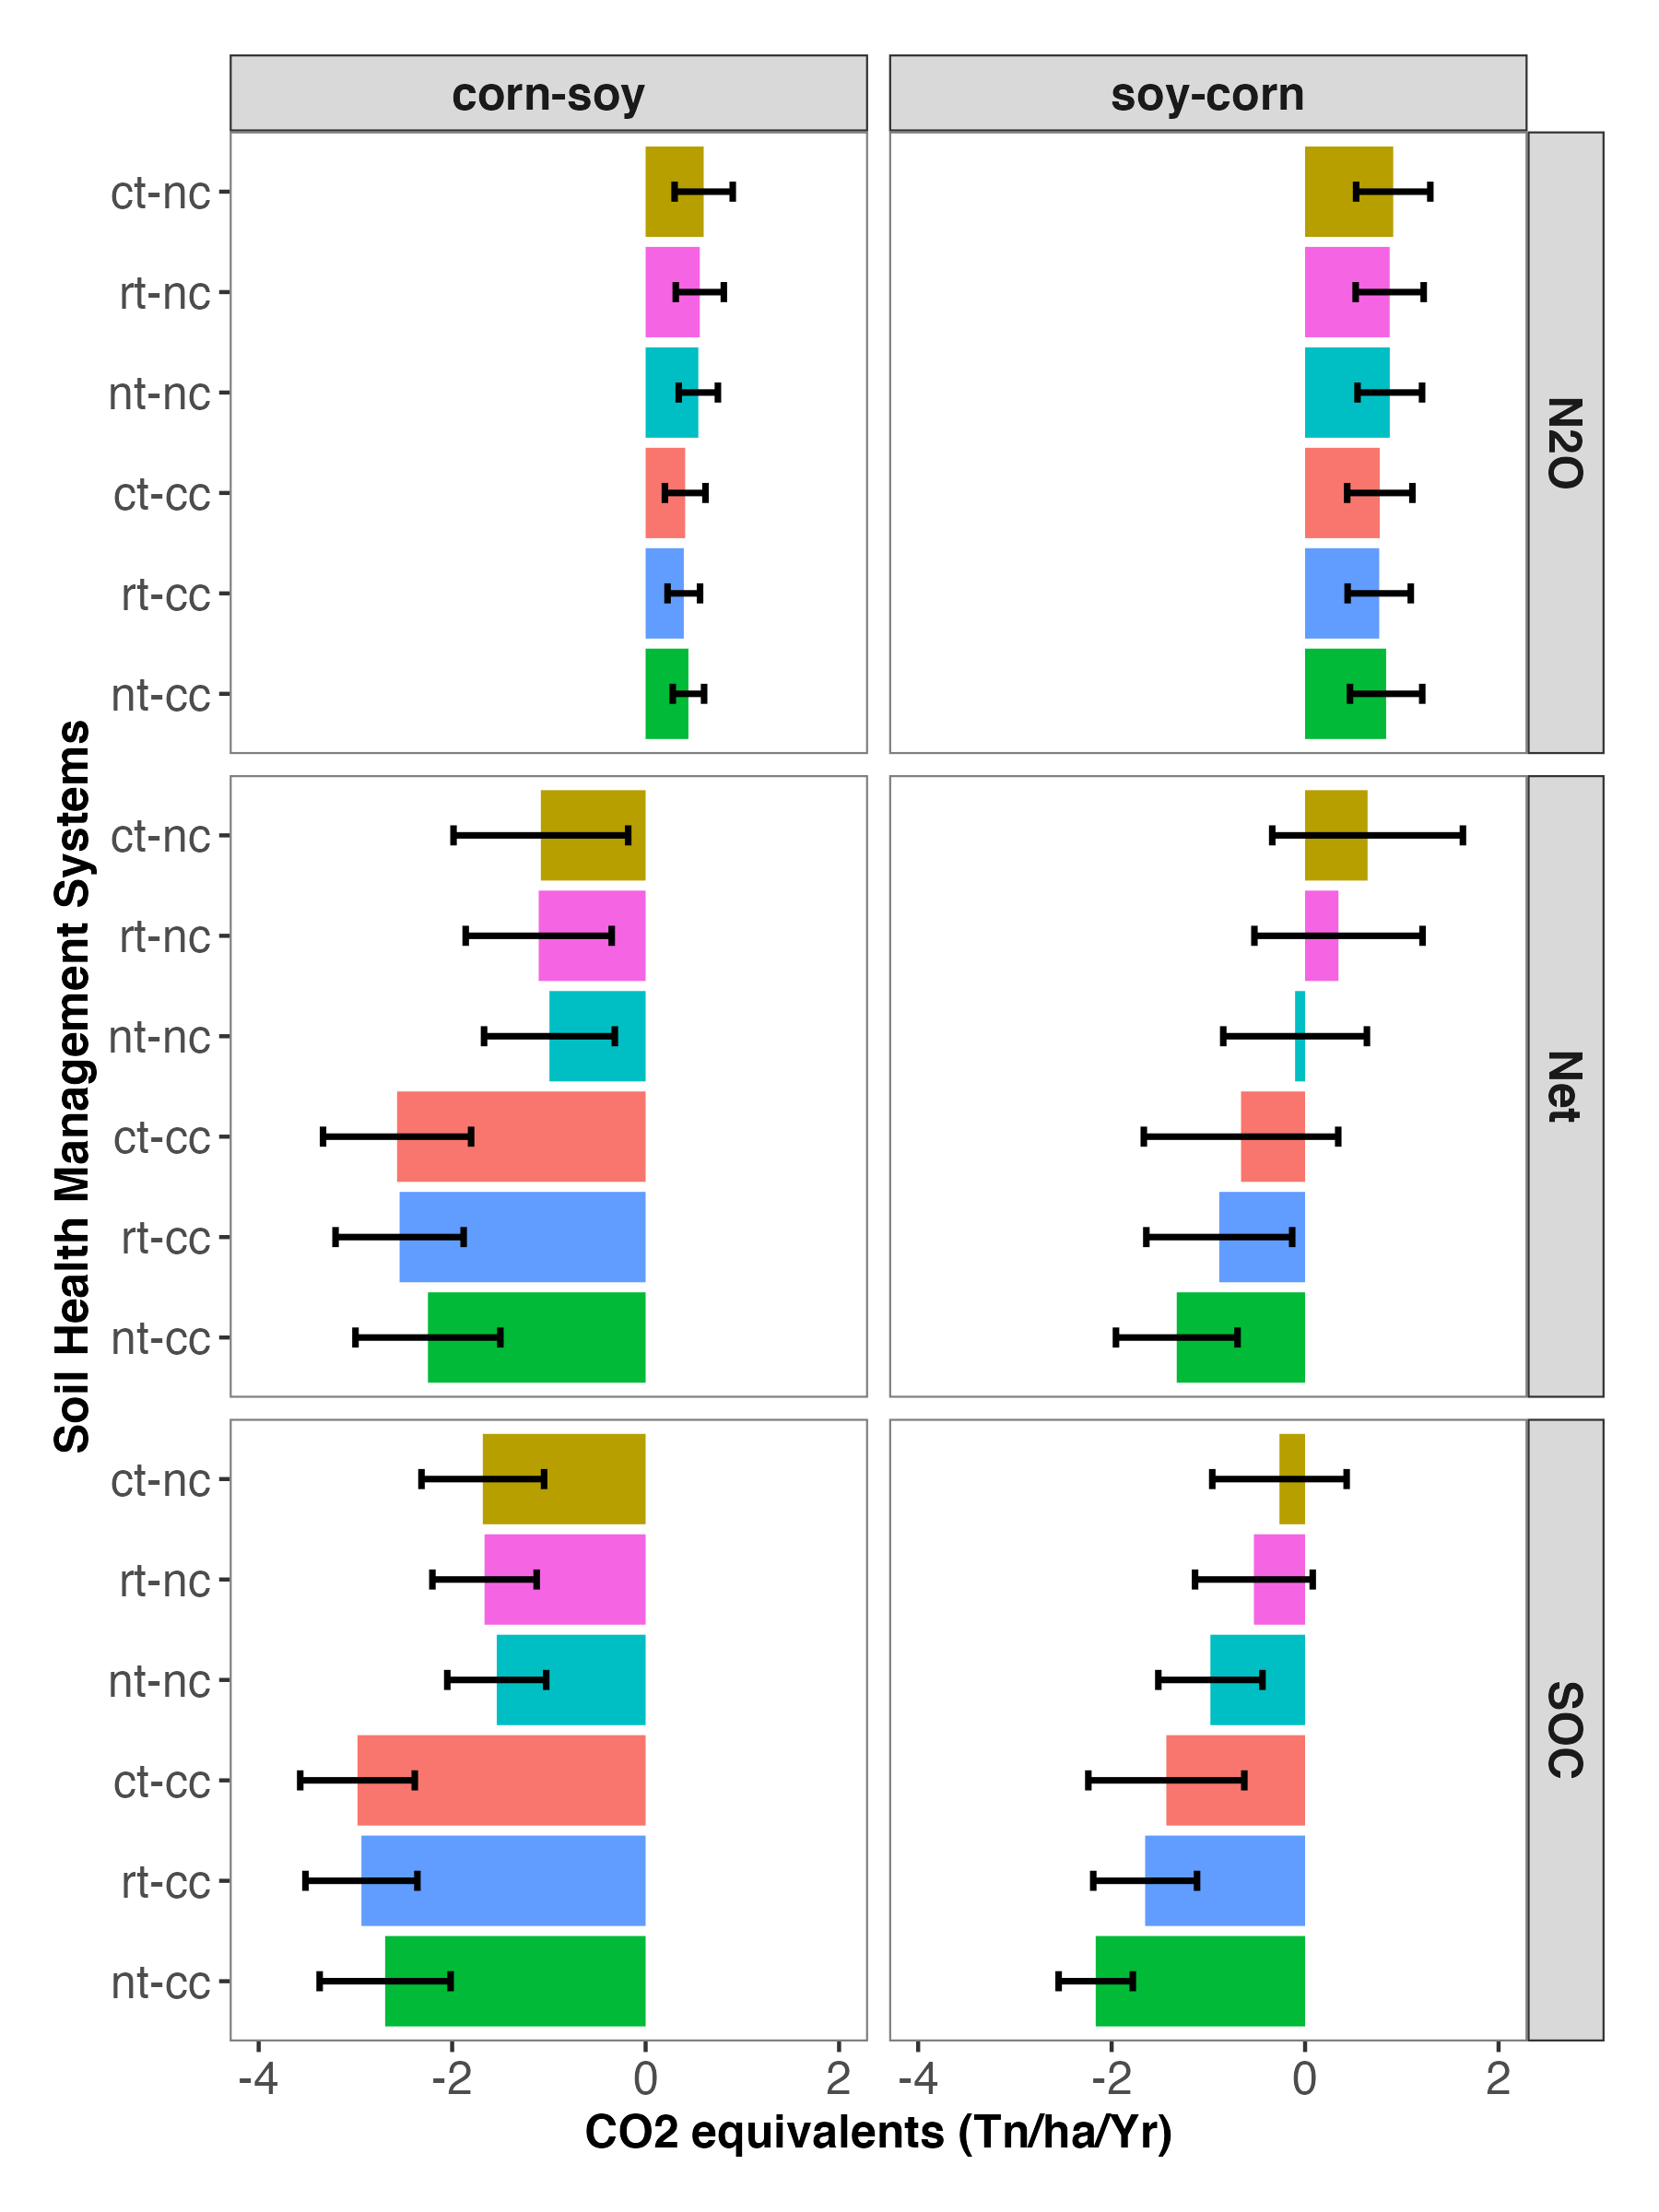 corn-soy
soy-corn
Soil Health Management Systems
ct-nc
rt-nc
nt-nc
ct-cc
rt-cc
nt-cc
N2O
ct-nc
rt-nc
nt-nc
ct-cc
rt-cc
nt-cc
Net
ct-nc
rt-nc
nt-nc
ct-cc
rt-cc
nt-cc
SOC
-4 -2 0 2
-4 -2 0 2
CO2 equivalents (Tn/ha/Yr)